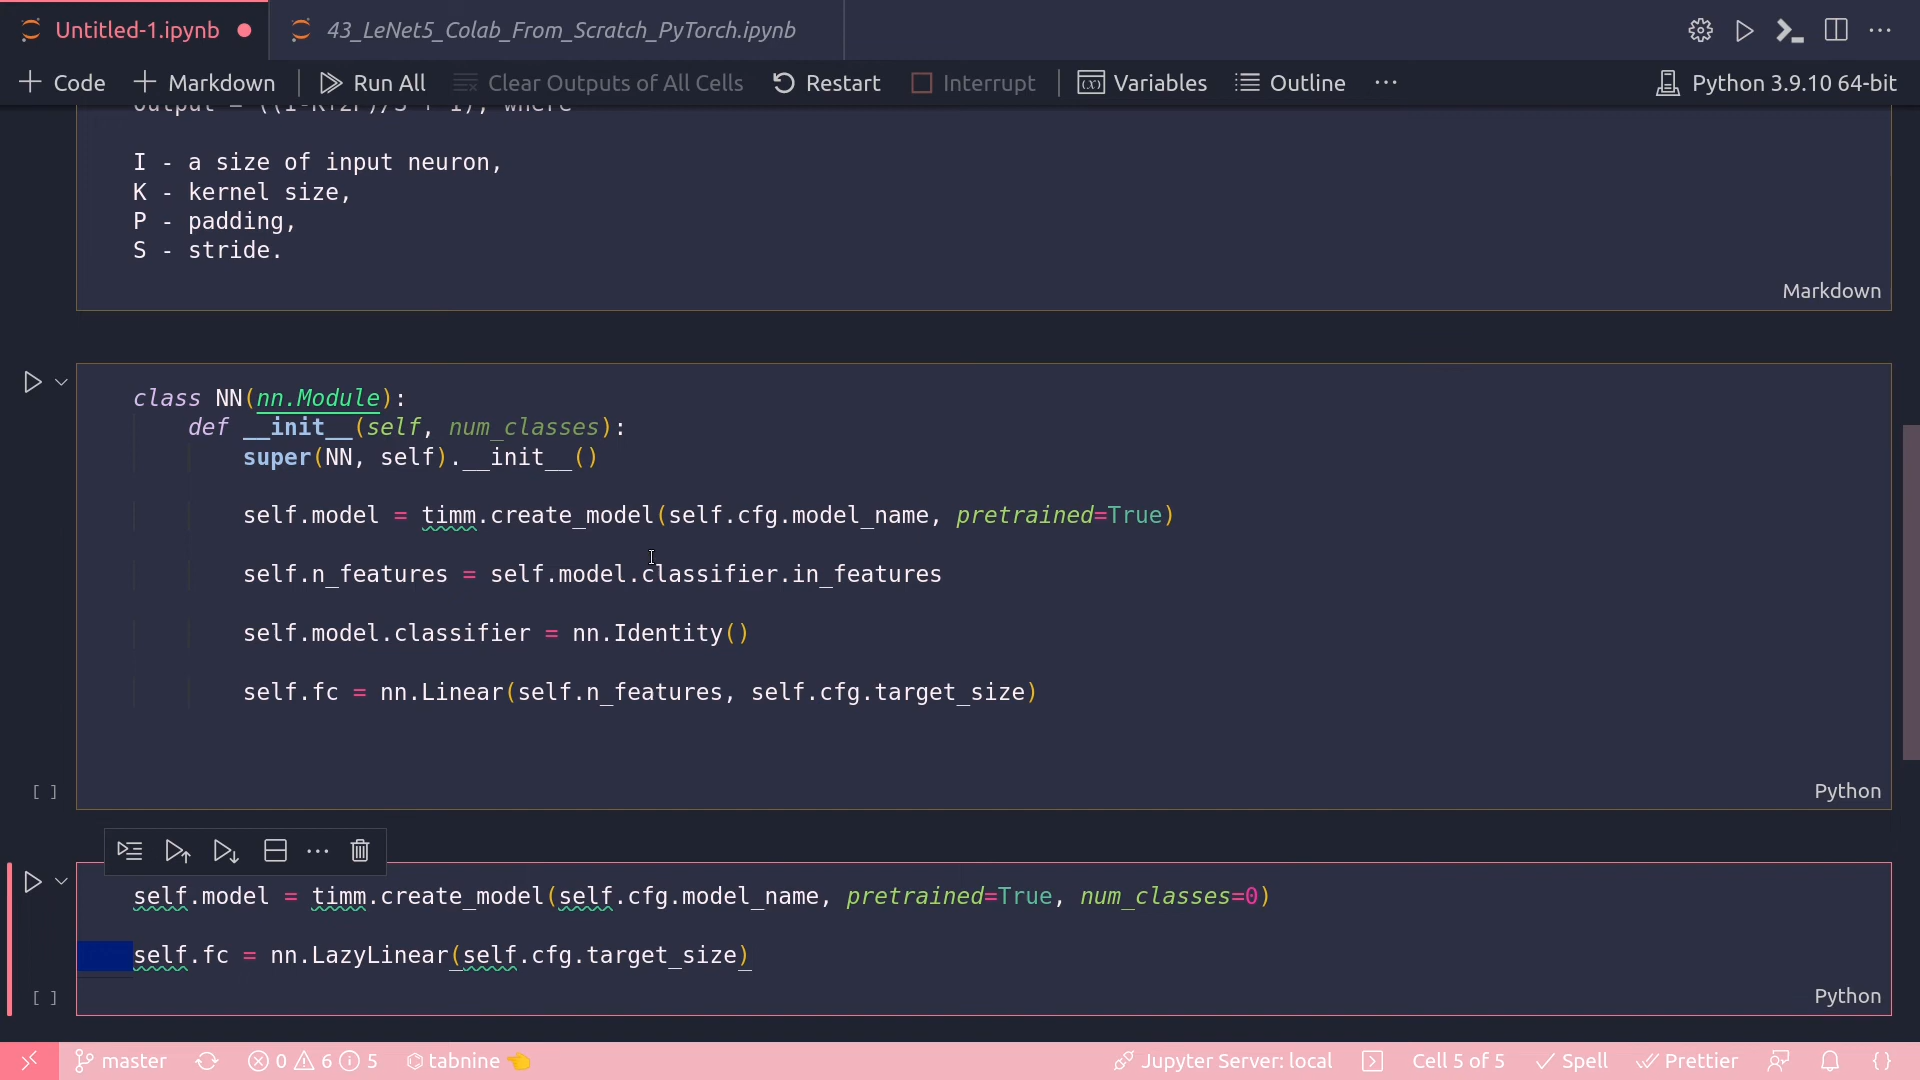 Untitled-1.ipynb
43_LeNet5_Colab_From_Scratch_PyTorch.ipynb
Code
Markdown
Run All
Clear Outputs of All Cells
Restart
Interrupt
Variables
Outline
Python 3.9.10 64-bit
output = ((I-K+2P)/S + 1), where
I - a size of input neuron,
K - kernel size,
P - padding,
S - stride.
Markdown
class NN(nn.Module):
def __init__(self, num_classes):
super(NN, self).__init__()
self.model = timm.create_model(self.cfg.model_name, pretrained=True)
self.n_features = self.model.classifier.in_features
self.model.classifier = nn.Identity()
self.fc = nn.Linear(self.n_features, self.cfg.target_size)
[ ]
Python
self.model = timm.create_model(self.cfg.model_name, pretrained=True, num_classes=0)
self.fc = nn.LazyLinear(self.cfg.target_size)
[ ]
Python
master
0 6 5
tabnine
Jupyter Server: local
Cell 5 of 5
Spell
Prettier